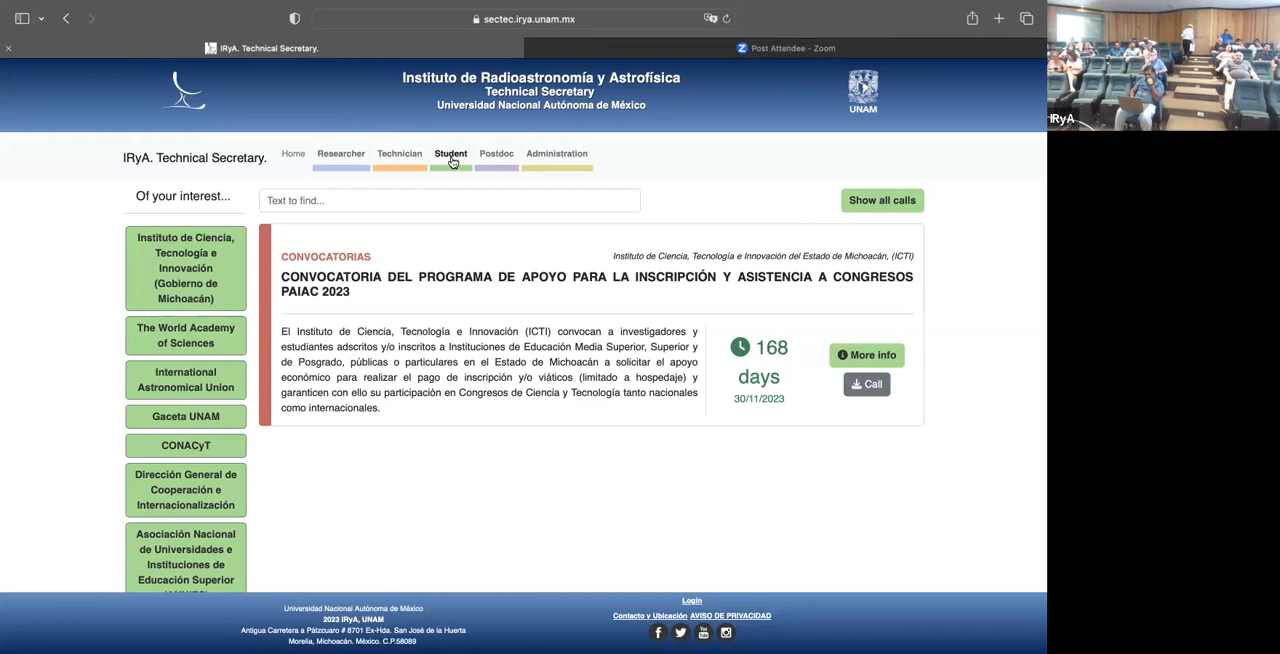 sectec.irya.unam.mx
IRyA. Technical Secretary.
Post Attendee - Zoom
Instituto de Radioastronomía y Astrofísica
Technical Secretary
Universidad Nacional Autónoma de México
UNAM
IRyA
IRyA. Technical Secretary.
Home
Researcher
Technician
Student
Postdoc
Administration
Of your interest...
Text to find...
Show all calls
Instituto de Ciencia,
Tecnología e
Innovación
(Gobierno de
Michoacán)
The World Academy
of Sciences
International
Astronomical Union
Gaceta UNAM
CONACyT
Dirección General de
Cooperación e
Internacionalización
Asociación Nacional
de Universidades e
Instituciones de
Educación Superior
CONVOCATORIAS
Instituto de Ciencia, Tecnología e Innovación del Estado de Michoacán, (ICTI)
CONVOCATORIA DEL PROGRAMA DE APOYO PARA LA INSCRIPCIÓN Y ASISTENCIA A CONGRESOS
PAIAC 2023
El Instituto de Ciencia, Tecnología e Innovación (ICTI) convocan a investigadores y
estudiantes adscritos y/o inscritos a Instituciones de Educación Media Superior, Superior y
de Posgrado, públicas o particulares en el Estado de Michoacán a solicitar el apoyo
económico para realizar el pago de inscripción y/o viáticos (limitado a hospedaje) y
garanticen con ello su participación en Congresos de Ciencia y Tecnología tanto nacionales
como internacionales.
168
days
30/11/2023
More info
Call
Universidad Nacional Autónoma de México
2023 IRyA, UNAM
Antigua Carretera a Pátzcuaro # 8701 Ex-Hda. San José de la Huerta
Morelia, Michoacán. México. C.P.58089
Login
Contacto y Ubicación AVISO DE PRIVACIDAD